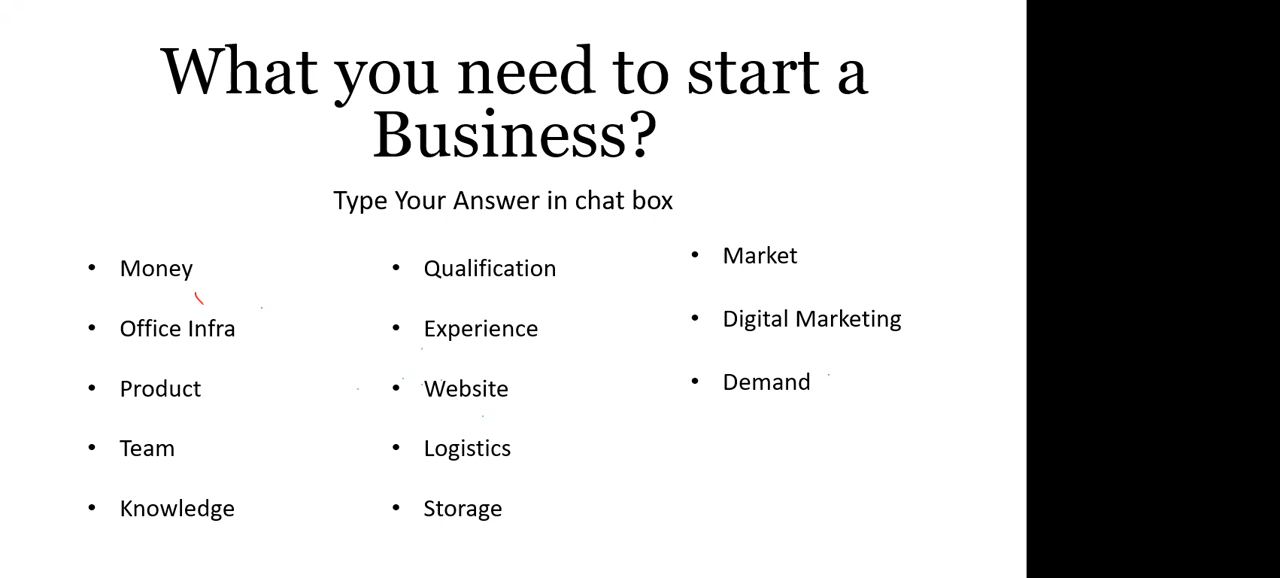 What you need to start a
Business?
Type Your Answer in chat box
• Money
• Office Infra
• Product
• Team
• Knowledge
• Qualification
• Experience
• Website
• Logistics
• Storage
• Market
• Digital Marketing
• Demand